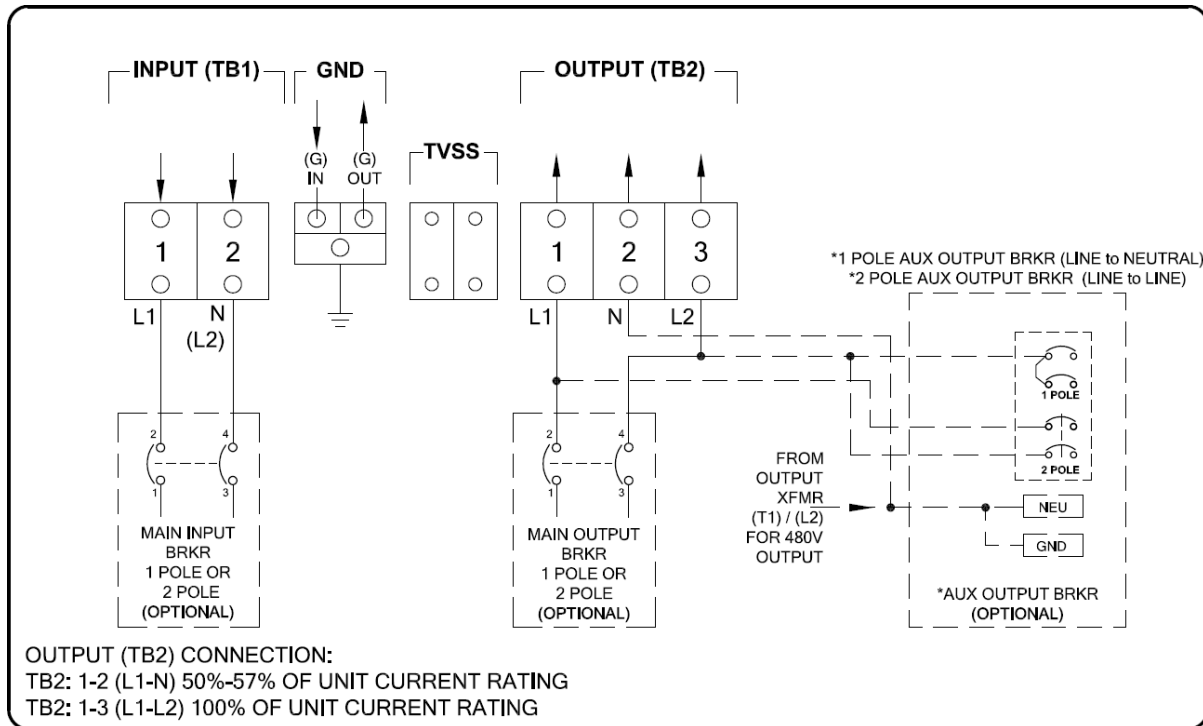 INPUT (TB1)
GND
OUTPUT (TB2)
(G)
IN
(G)
OUT
TVSS
1
2
1
2
3
L1
N
(L2)
L1
N
L2
*1 POLE AUX OUTPUT BRKR (LINE to NEUTRAL)
*2 POLE AUX OUTPUT BRKR (LINE to LINE)
1 POLE
2 POLE
2
4
1
3
MAIN INPUT
BRKR
1 POLE OR
2 POLE
(OPTIONAL)
2
4
1
3
MAIN OUTPUT
BRKR
1 POLE OR
2 POLE
(OPTIONAL)
FROM
OUTPUT
XFMR
(T1) / (L2)
FOR 480V
OUTPUT
NEU
GND
*AUX OUTPUT BRKR
(OPTIONAL)
OUTPUT (TB2) CONNECTION:
TB2: 1-2 (L1-N) 50%-57% OF UNIT CURRENT RATING
TB2: 1-3 (L1-L2) 100% OF UNIT CURRENT RATING